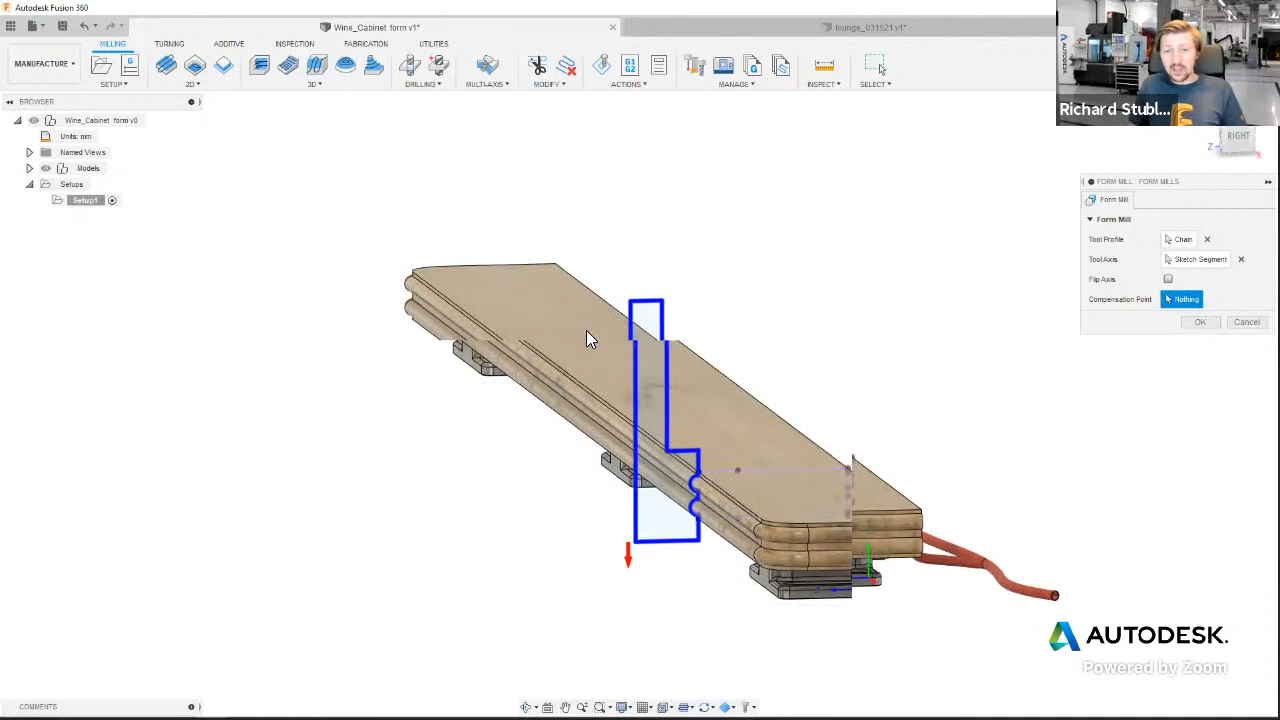 Autodesk Fusion 360
Wine_Cabinet form v1*
lounge_031521 v1*
MILLING TURNING ADDITIVE INSPECTION FABRICATION UTILITIES
MANUFACTURE
SETUP 2D 3D DRILLING MULTI-AXIS MODIFY ACTIONS MANAGE INSPECT SELECT
BROWSER
Wine_Cabinet form v0
Units: mm
Named Views
Models
Setups
Setup1
Richard Stubl...
RIGHT
Z
X
FORM MILL : FORM MILLS
Form Mill
Form Mill
Tool Profile Chain
Tool Axis Sketch Segment
Flip Axis
Compensation Point Nothing
OK Cancel
AUTODESK.
Powered by Zoom
COMMENTS